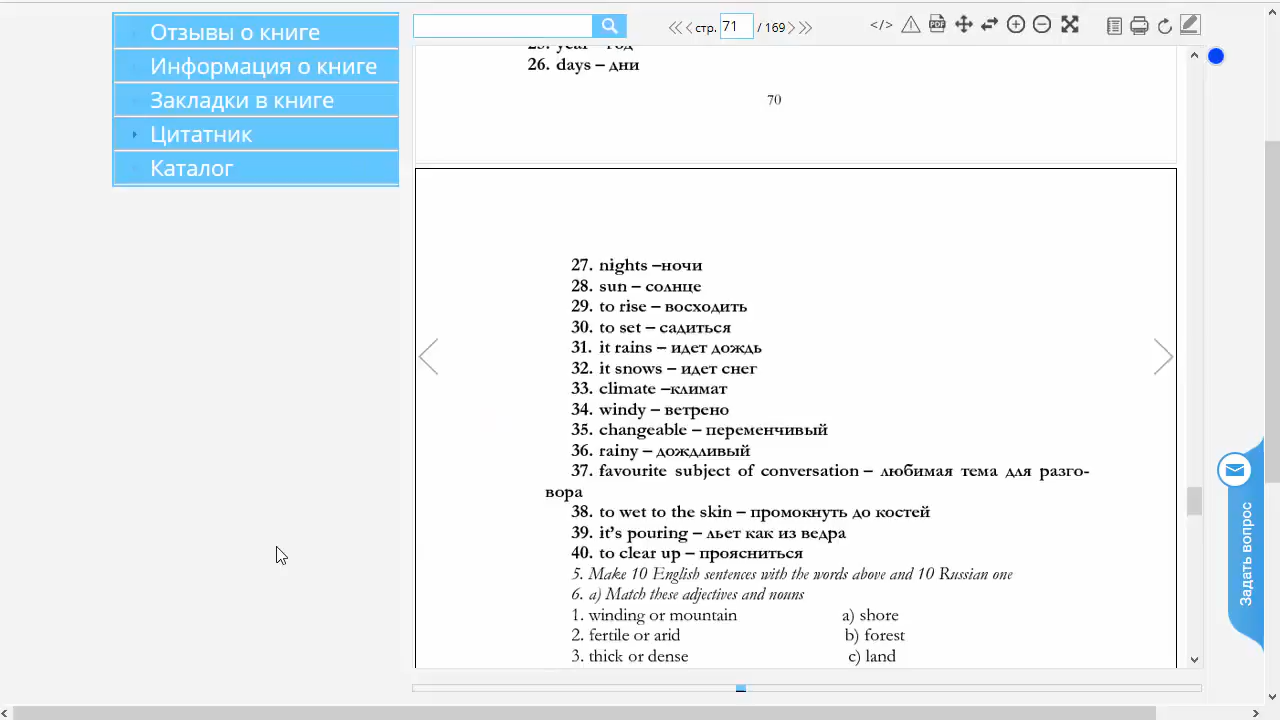 Отзывы о книге
Информация о книге
Закладки в книге
Цитатник
Каталог
стр. 71 / 169
25. year – год
26. days – дни
70
27. nights –ночи
28. sun – солнце
29. to rise – восходить
30. to set – садиться
31. it rains – идет дождь
32. it snows – идет снег
33. climate –климат
34. windy – ветрено
35. changeable – переменчивый
36. rainy – дождливый
37. favourite subject of conversation – любимая тема для разго-
вора
38. to wet to the skin – промокнуть до костей
39. it's pouring – льет как из ведра
40. to clear up – проясниться
5. Make 10 English sentences with the words above and 10 Russian one
6. a) Match these adjectives and nouns
1. winding or mountain a) shore
2. fertile or arid b) forest
3. thick or dense c) land
Задать вопрос